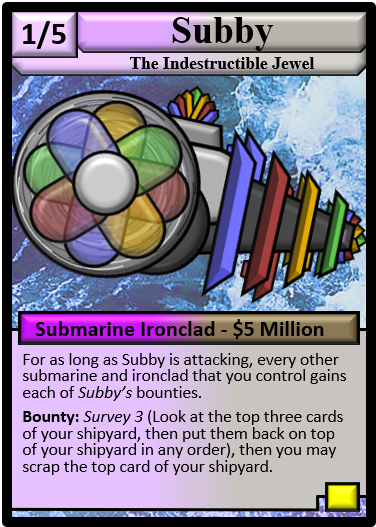 1/5
Subby
The Indestructible Jewel
Submarine Ironclad - $5 Million
For as long as Subby is attacking, every other
submarine and ironclad that you control gains
each of Subby's bounties.
Bounty: Survey 3 (Look at the top three cards
of your shipyard, then put them back on top
of your shipyard in any order), then you may
scrap the top card of your shipyard.